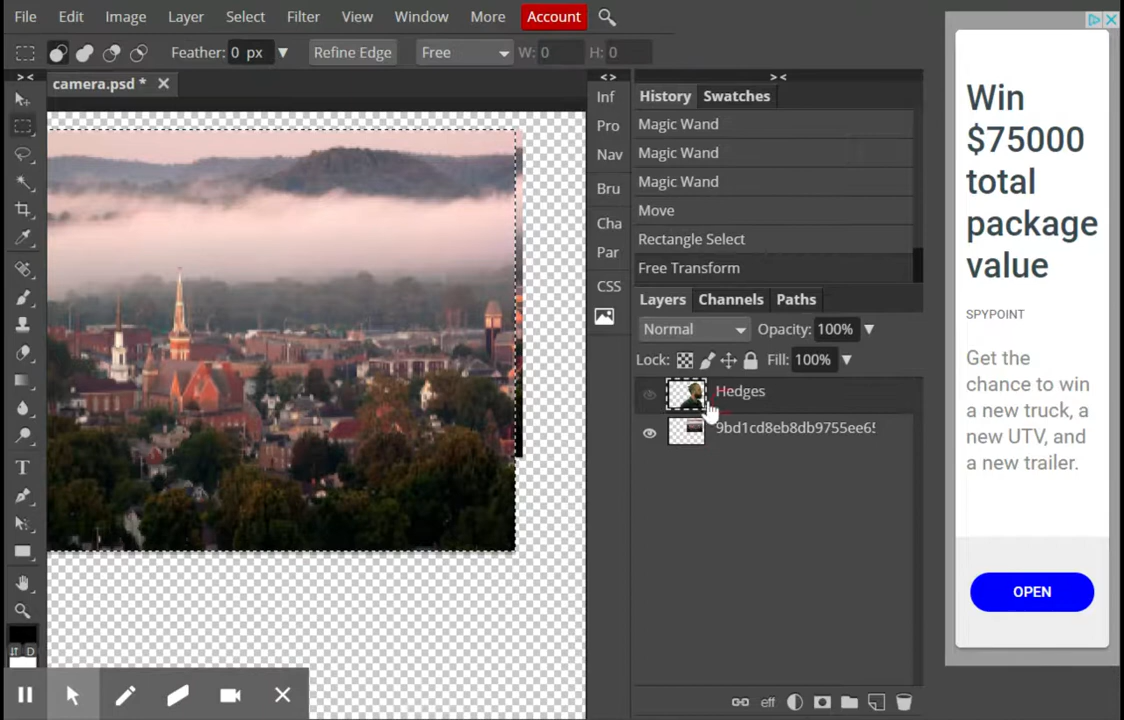 File Edit Image Layer Select Filter View Window More Account
Feather: 0 px Refine Edge Free W: 0 H: 0
> <
camera.psd *
< >
> <
Inf
Pro
Nav
Bru
Cha
Par
CSS
History Swatches
Magic Wand
Magic Wand
Magic Wand
Move
Rectangle Select
Free Transform
Layers Channels Paths
Normal Opacity: 100%
Lock: Fill: 100%
Hedges
9bd1cd8eb8db9755ee65
eff
T
D
Win
$75000
total
package
value
SPYPOINT
Get the
chance to win
a new truck, a
new UTV, and
a new trailer.
OPEN